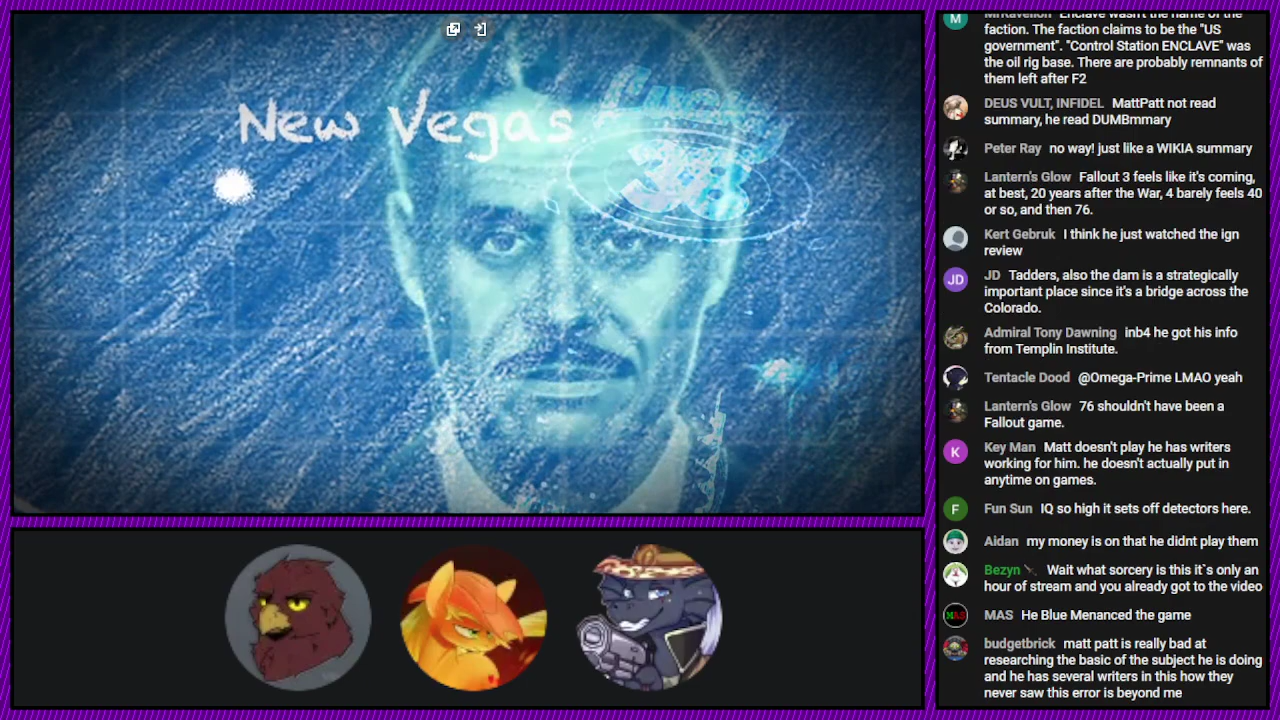 New Vegas
Lucky
38
MrRavelion Enclave wasn't the name of the
faction. The faction claims to be the "US
government". "Control Station ENCLAVE" was
the oil rig base. There are probably remnants of
them left after F2
DEUS VULT, INFIDEL MattPatt not read
summary, he read DUMBmmary
Peter Ray no way! just like a WIKIA summary
Lantern's Glow Fallout 3 feels like it's coming,
at best, 20 years after the War, 4 barely feels 40
or so, and then 76.
Kert Gebruk I think he just watched the ign
review
JD
JD Tadders, also the dam is a strategically
important place since it's a bridge across the
Colorado.
Admiral Tony Dawning inb4 he got his info
from Templin Institute.
Tentacle Dood @Omega-Prime LMAO yeah
Lantern's Glow 76 shouldn't have been a
Fallout game.
K
Key Man Matt doesn't play he has writers
working for him. he doesn't actually put in
anytime on games.
F
Fun Sun IQ so high it sets off detectors here.
Aidan my money is on that he didnt play them
Bezyn Wait what sorcery is this it`s only an
hour of stream and you already got to the video
MAS
MAS He Blue Menanced the game
budgetbrick matt patt is really bad at
researching the basic of the subject he is doing
and he has several writers in this how they
never saw this error is beyond me